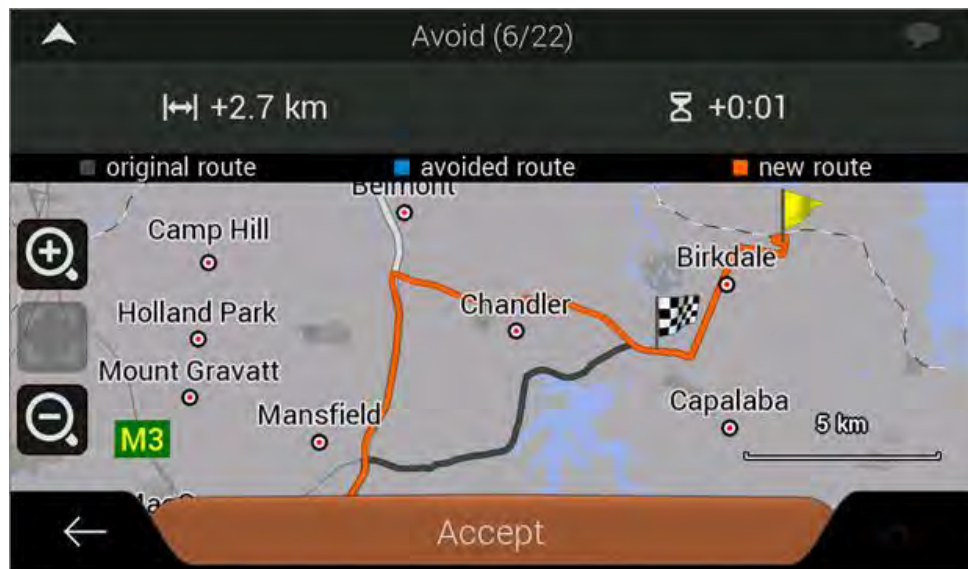 Avoid (6/22)
+2.7 km
+0:01
original route
avoided route
new route
Belmont
Camp Hill
Birkdale
Holland Park
Chandler
Mount Gravatt
Mansfield
Capalaba
5 km
M3
Accept